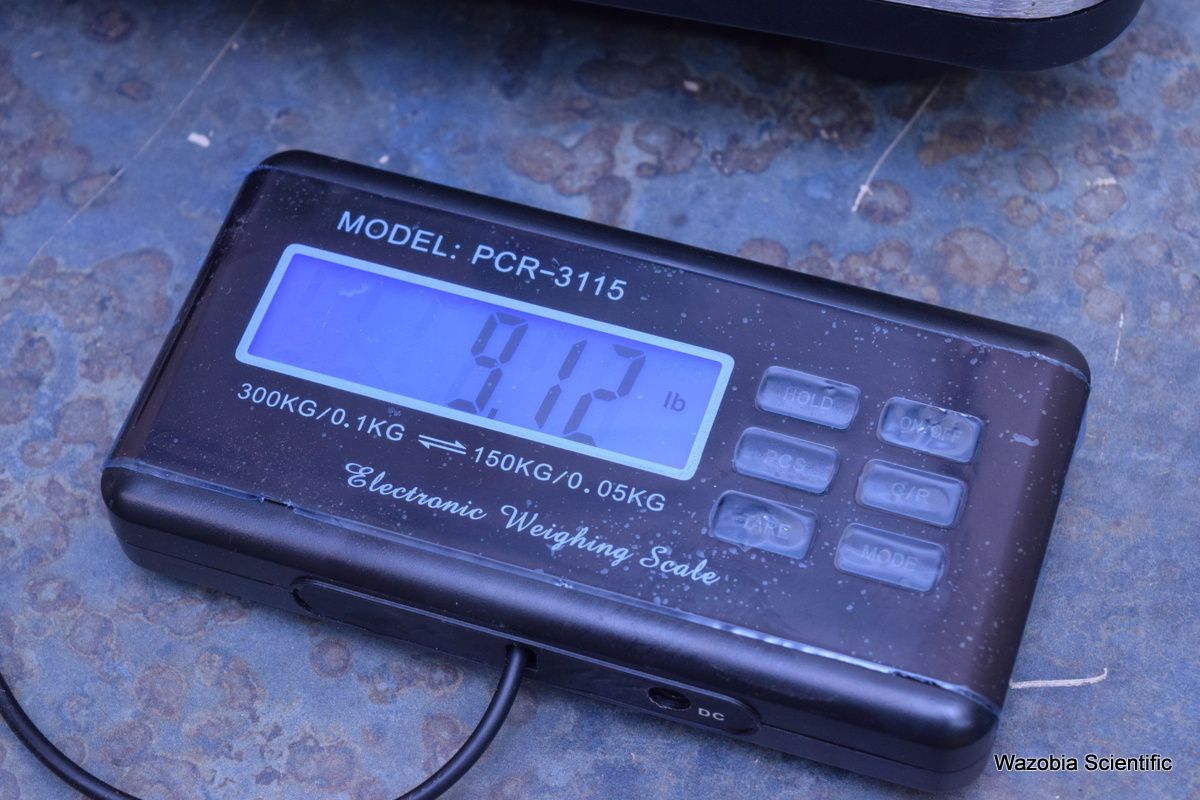 MODEL: PCR-3115
9.12 lb
300KG/0.1KG ⇌ 150KG/0.05KG
Electronic Weighing Scale
HOLD
ON/OFF
PCS
C/R
TARE
MODE
DC
Wazobia Scientific